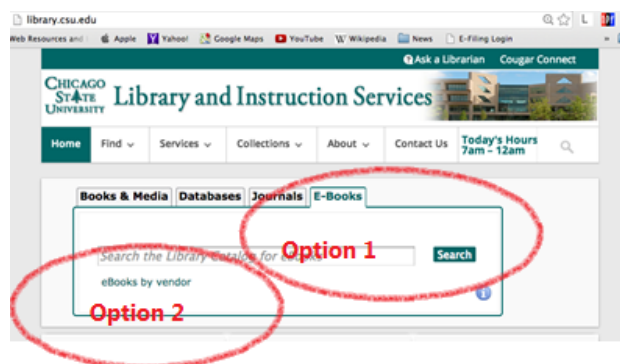 library.csu.edu
Web Resources and Apple Yahoo! Google Maps YouTube Wikipedia News E-Filing Login »
Ask a Librarian Cougar Connect
CHICAGO
STATE
UNIVERSITY
Library and Instruction Services
Home Find Services Collections About Contact Us Today's Hours
7am – 12am
Books & Media Databases Journals E-Books
Search the Library Catalog for eBooks Search
Option 1
eBooks by vendor
Option 2